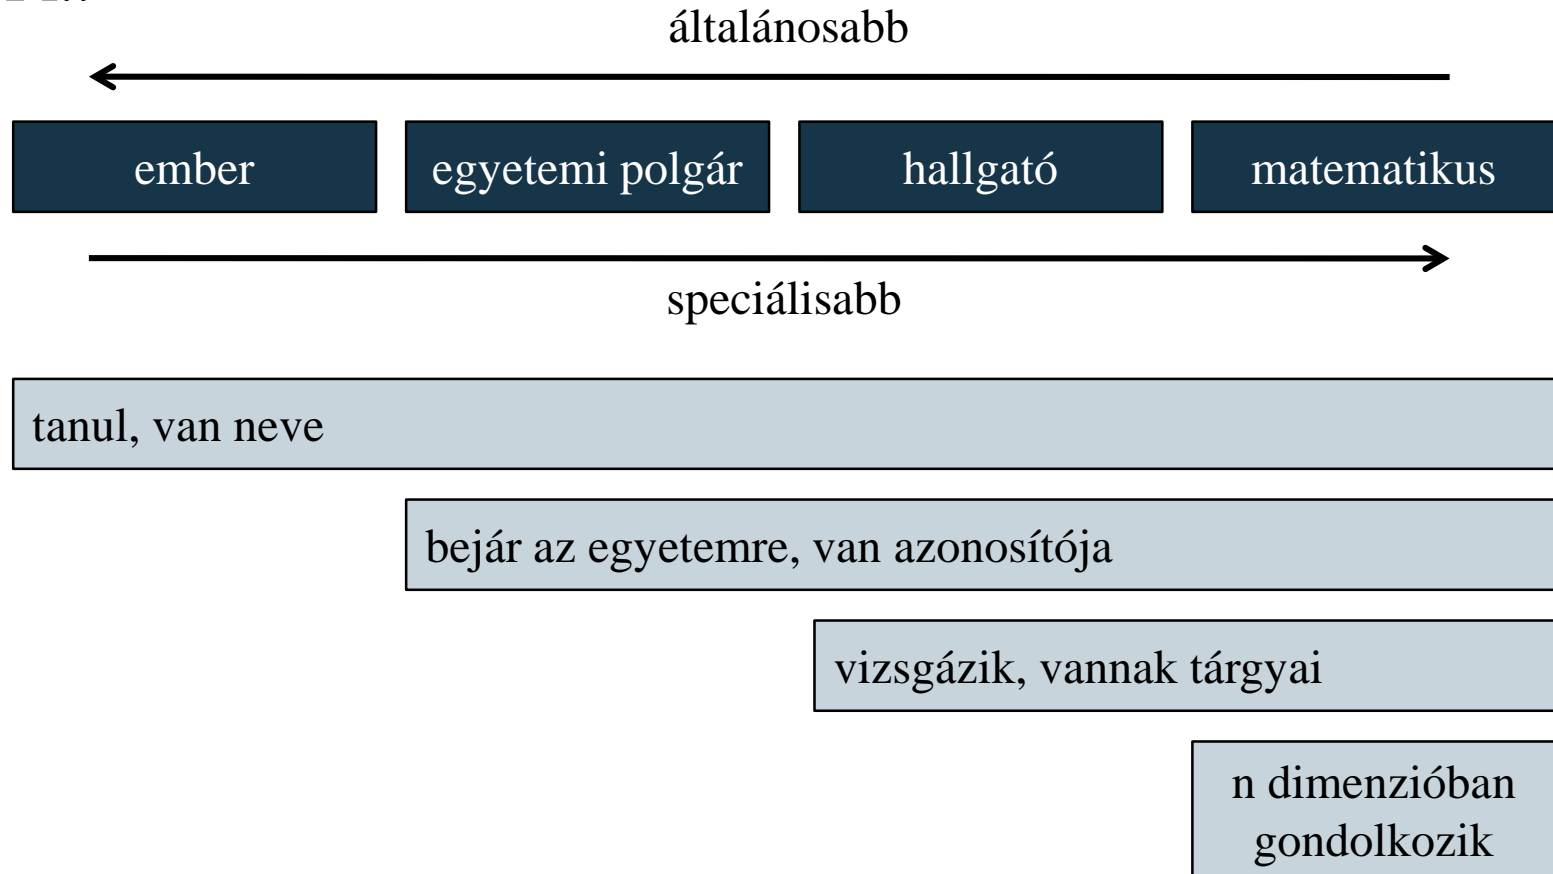 általánosabb
ember egyetemi polgár hallgató matematikus
speciálisabb
tanul, van neve
bejár az egyetemre, van azonosítója
vizsgázik, vannak tárgyai
n dimenzióban
gondolkozik